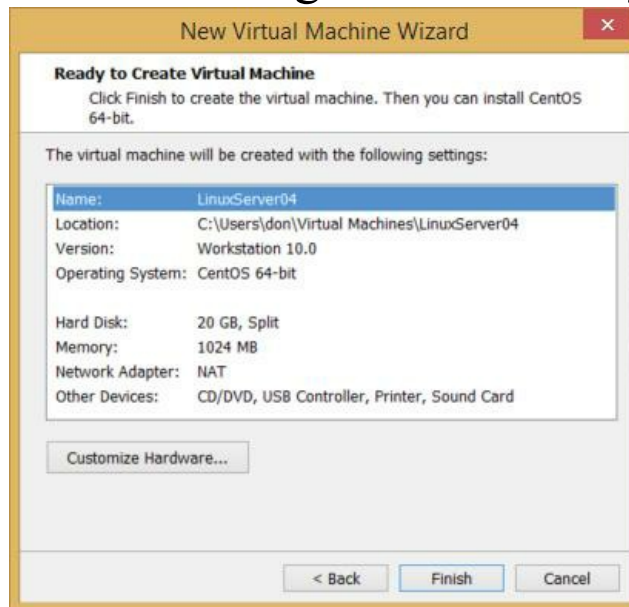 New Virtual Machine Wizard
Ready to Create Virtual Machine
Click Finish to create the virtual machine. Then you can install CentOS
64-bit.
The virtual machine will be created with the following settings:
Name: LinuxServer04
Location: C:\Users\don\Virtual Machines\LinuxServer04
Version: Workstation 10.0
Operating System: CentOS 64-bit
Hard Disk: 20 GB, Split
Memory: 1024 MB
Network Adapter: NAT
Other Devices: CD/DVD, USB Controller, Printer, Sound Card
Customize Hardware...
< Back Finish Cancel